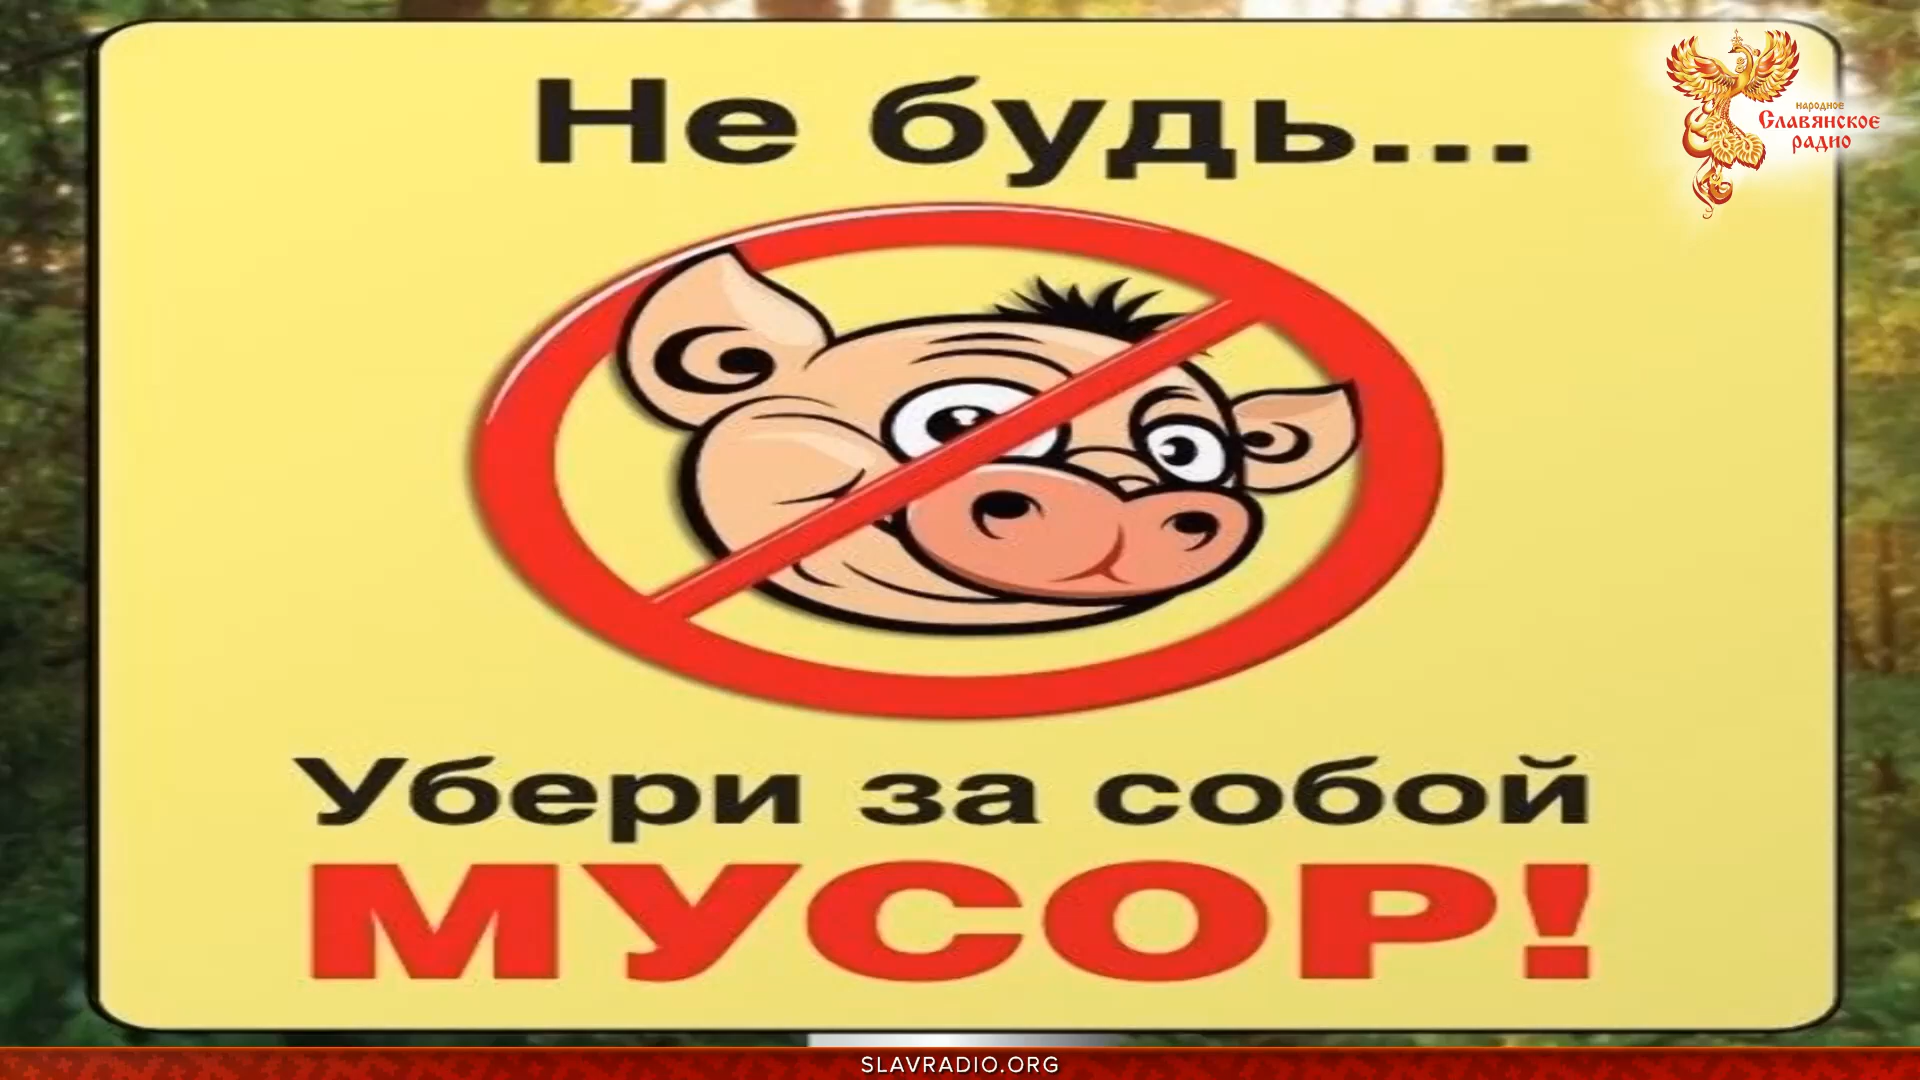 Не будь...
народное
Славянское
радио
Убери за собой
МУСОР!
SLAVRADIO.ORG